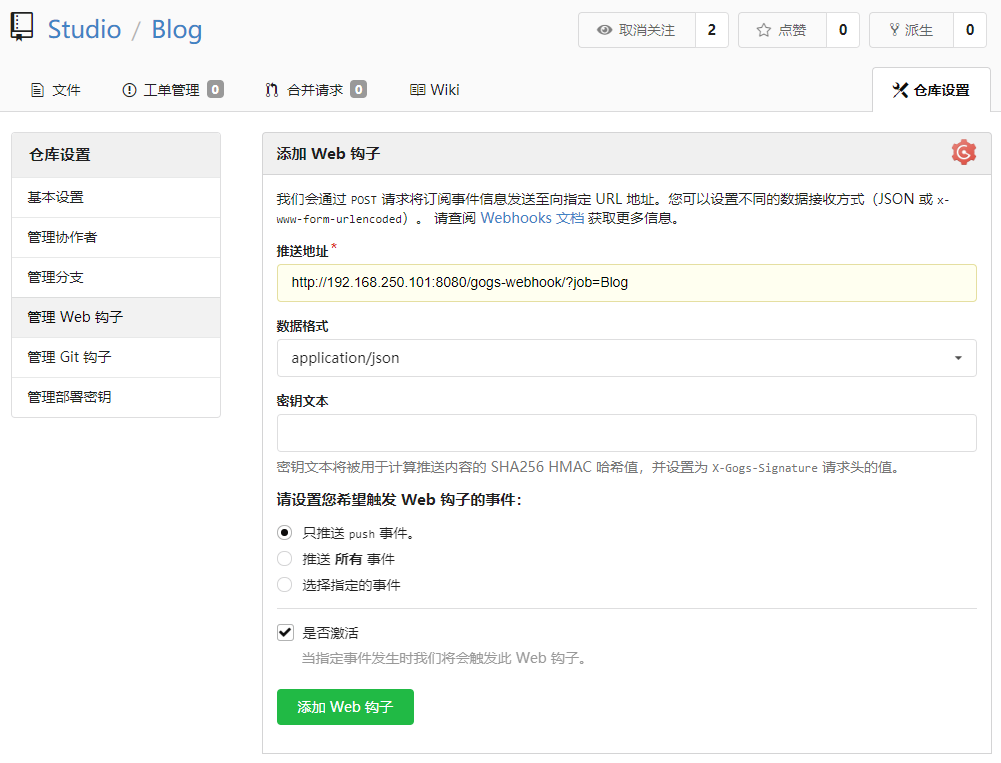 Studio / Blog
取消关注 2 点赞 0 派生 0
文件 工单管理 0 合并请求 0 Wiki 仓库设置
仓库设置
基本设置
管理协作者
管理分支
管理 Web 钩子
管理 Git 钩子
管理部署密钥
添加 Web 钩子
我们会通过 POST 请求将订阅事件信息发送至向指定 URL 地址。您可以设置不同的数据接收方式（JSON 或 x-
www-form-urlencoded）。 请查阅 Webhooks 文档 获取更多信息。
推送地址*
http://192.168.250.101:8080/gogs-webhook/?job=Blog
数据格式
application/json
密钥文本
密钥文本将被用于计算推送内容的 SHA256 HMAC 哈希值，并设置为 X-Gogs-Signature 请求头的值。
请设置您希望触发 Web 钩子的事件：
只推送 push 事件。
推送 所有 事件
选择指定的事件
是否激活
当指定事件发生时我们将会触发此 Web 钩子。
添加 Web 钩子